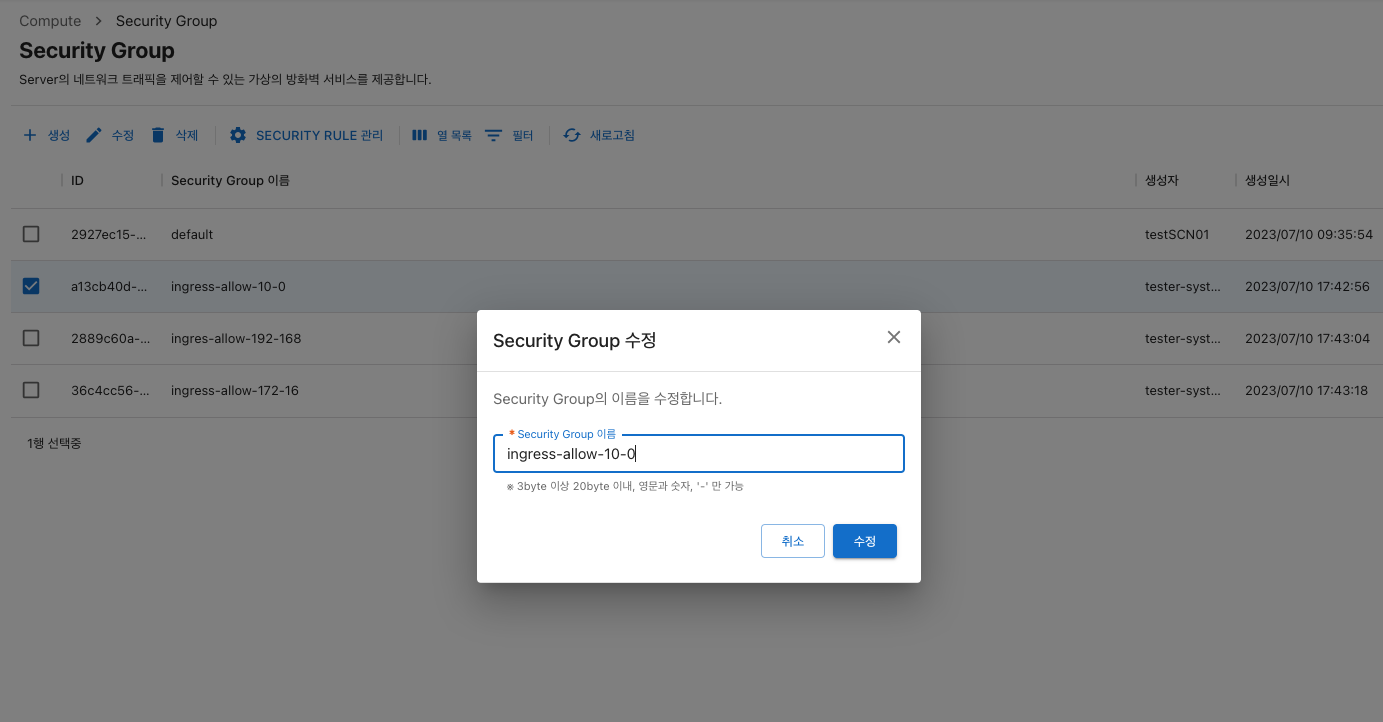 Compute > Security Group
Security Group
Server의 네트워크 트래픽을 제어할 수 있는 가상의 방화벽 서비스를 제공합니다.
생성 수정 삭제 SECURITY RULE 관리 열 목록 필터 새로고침
ID Security Group 이름 생성자 생성일시
2927ec15-... default testSCN01 2023/07/10 09:35:54
a13cb40d-... ingress-allow-10-0 tester-syst... 2023/07/10 17:42:56
2889c60a-... ingres-allow-192-168 tester-syst... 2023/07/10 17:43:04
36c4cc56-... ingress-allow-172-16 tester-syst... 2023/07/10 17:43:18
1행 선택중
Security Group 수정
Security Group의 이름을 수정합니다.
* Security Group 이름
ingress-allow-10-0
※ 3byte 이상 20byte 이내, 영문과 숫자, '-' 만 가능
취소 수정